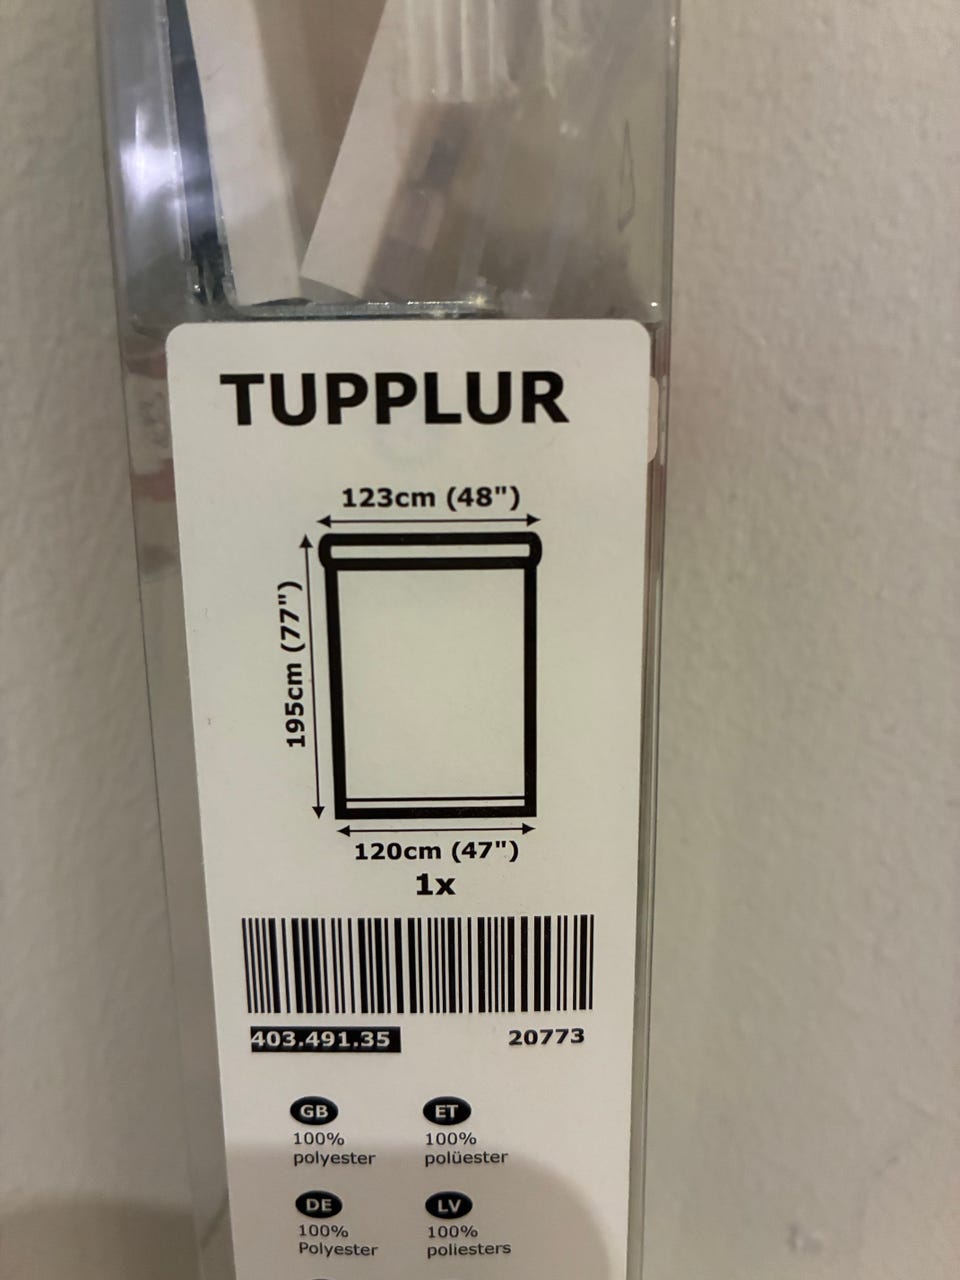 TUPPLUR
123cm (48")
195cm (77")
120cm (47")
1x
403.491.35 20773
GB ET
100% 100%
polyester polüester
DE LV
100% 100%
Polyester poliesters